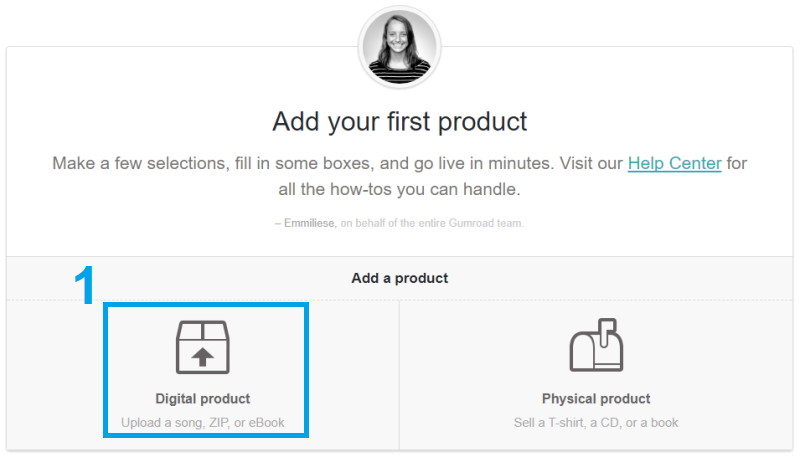 Add your first product
Make a few selections, fill in some boxes, and go live in minutes. Visit our Help Center for
all the how-tos you can handle.
– Emmiliese, on behalf of the entire Gumroad team.
Add a product
1
Digital product
Upload a song, ZIP, or eBook
Physical product
Sell a T-shirt, a CD, or a book